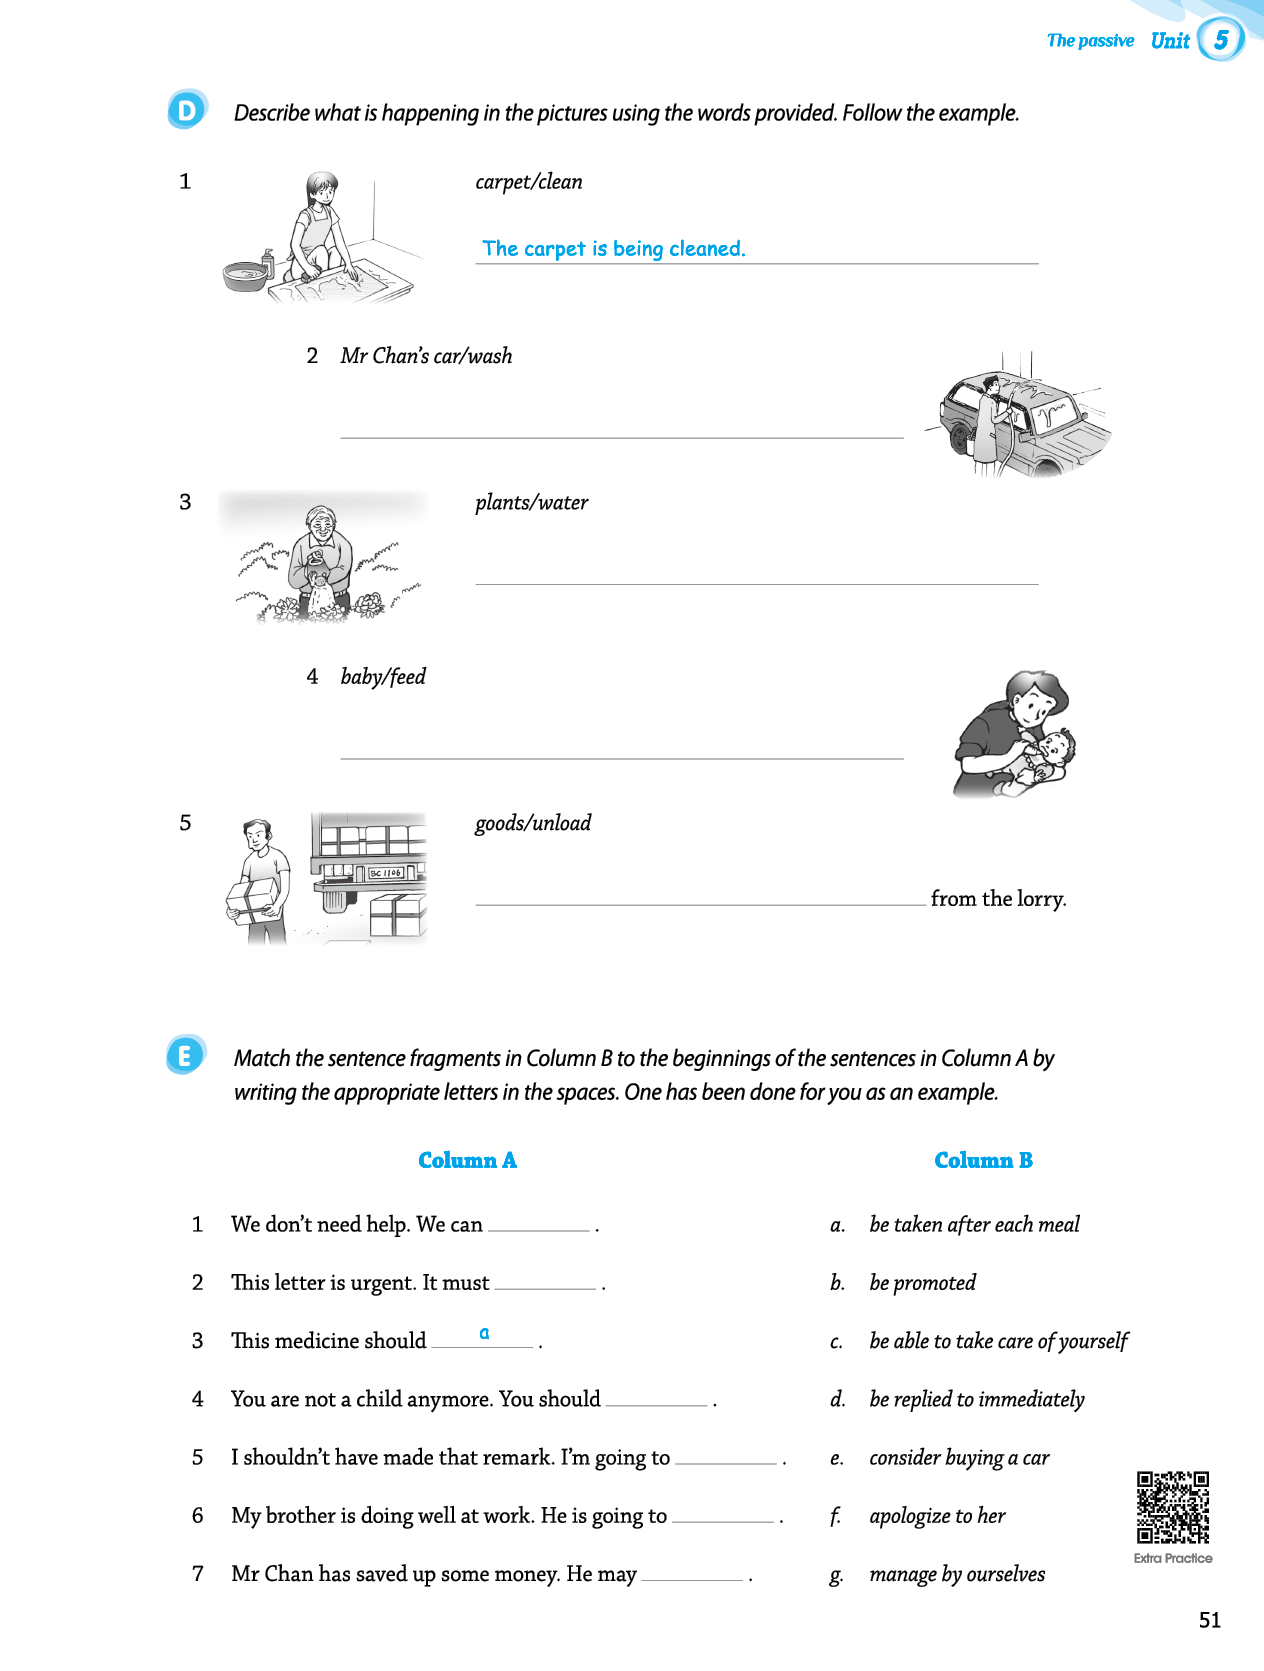 The passive Unit 5
D Describe what is happening in the pictures using the words provided. Follow the example.
1 carpet/clean
The carpet is being cleaned.
2 Mr Chan's car/wash
3 plants/water
4 baby/feed
5 goods/unload
BC 1106
from the lorry.
E Match the sentence fragments in Column B to the beginnings of the sentences in Column A by
writing the appropriate letters in the spaces. One has been done for you as an example.
Column A Column B
1 We don't need help. We can ________ . a. be taken after each meal
2 This letter is urgent. It must ________ . b. be promoted
3 This medicine should a . c. be able to take care of yourself
4 You are not a child anymore. You should ________ . d. be replied to immediately
5 I shouldn't have made that remark. I'm going to ________ . e. consider buying a car
6 My brother is doing well at work. He is going to ________ . f. apologize to her
7 Mr Chan has saved up some money. He may ________ . g. manage by ourselves
Extra Practice
51